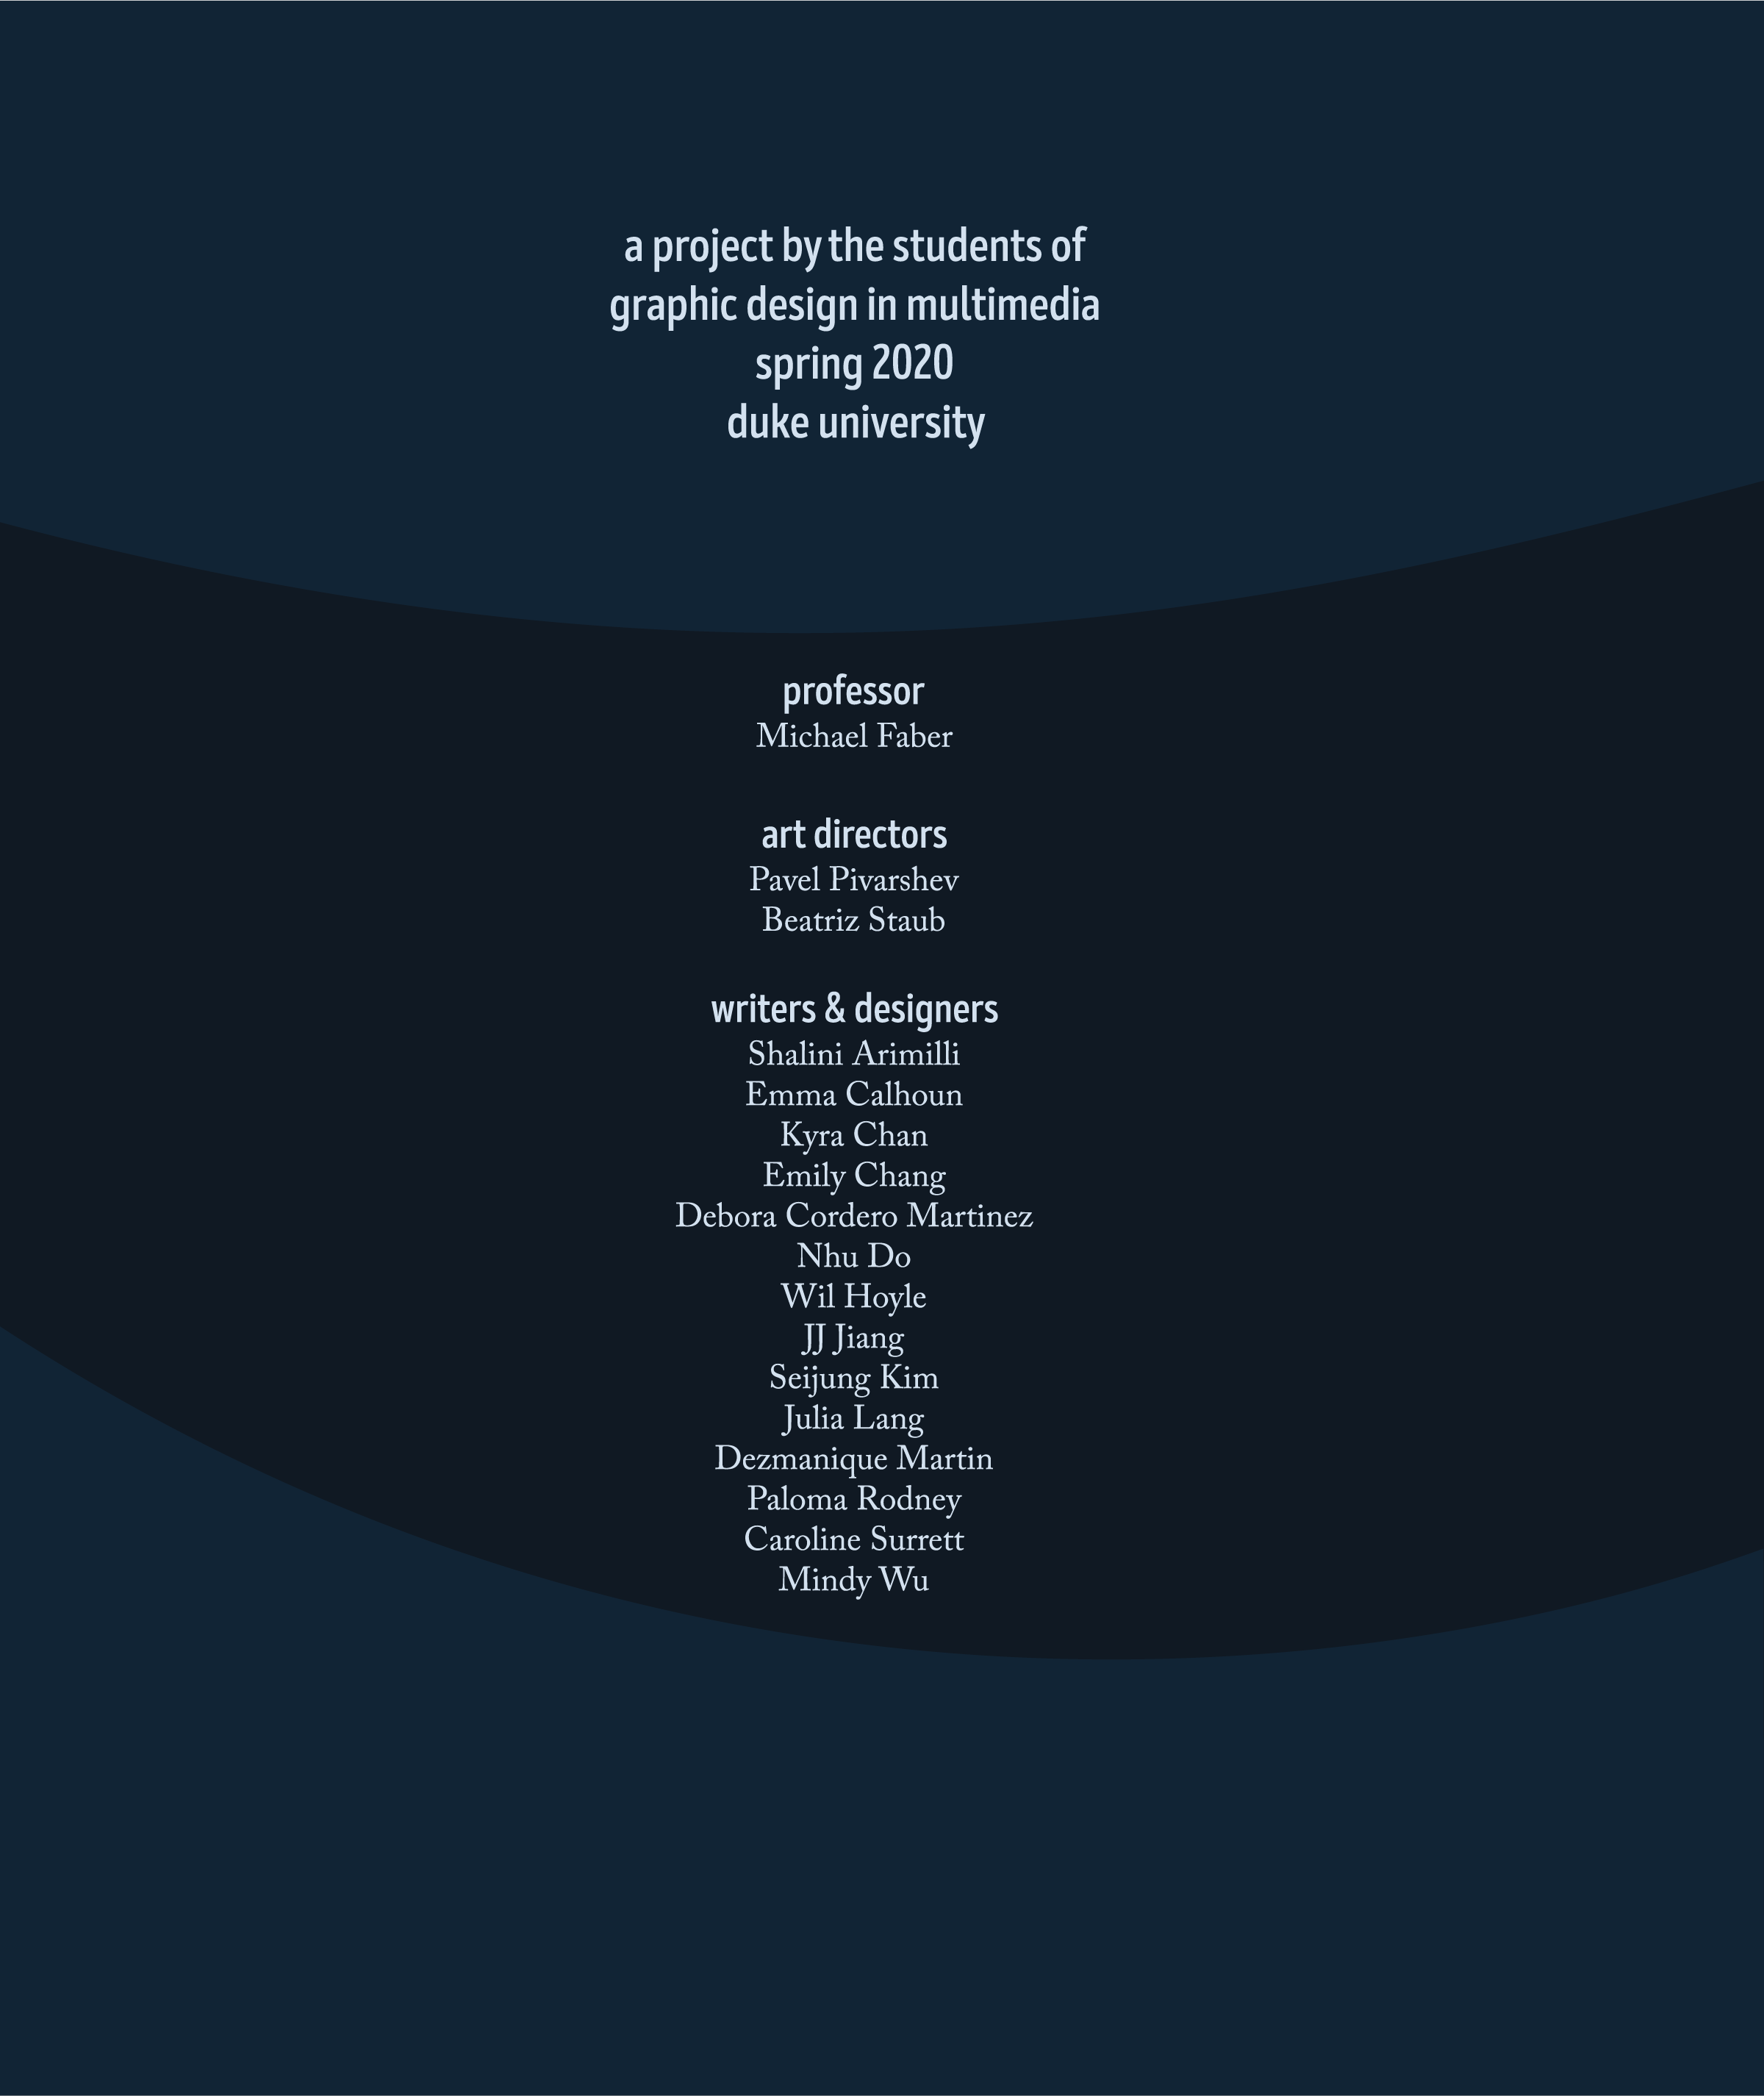 a project by the students of
graphic design in multimedia
spring 2020
duke university
professor
Michael Faber
art directors
Pavel Pivarshev
Beatriz Staub
writers & designers
Shalini Arimilli
Emma Calhoun
Kyra Chan
Emily Chang
Debora Cordero Martinez
Nhu Do
Wil Hoyle
JJ Jiang
Seijung Kim
Julia Lang
Dezmanique Martin
Paloma Rodney
Caroline Surrett
Mindy Wu